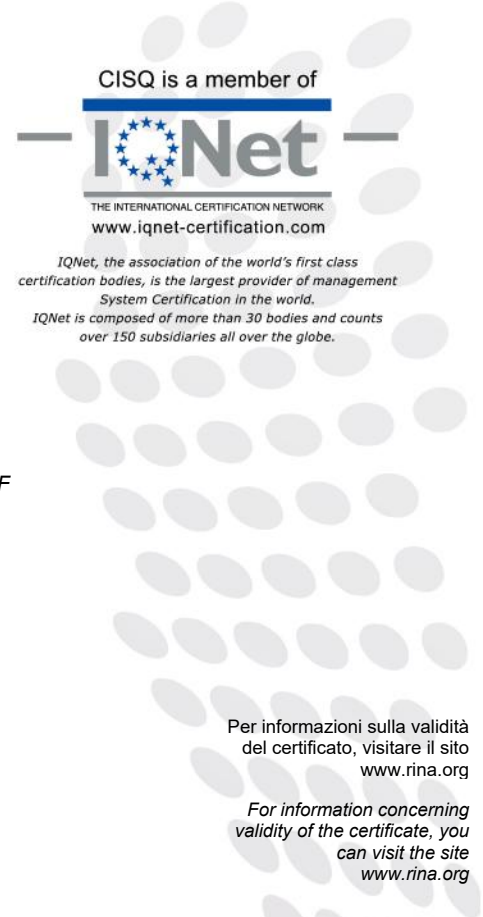 CISQ is a member of
IQNet
THE INTERNATIONAL CERTIFICATION NETWORK
www.iqnet-certification.com
IQNet, the association of the world's first class
certification bodies, is the largest provider of management
System Certification in the world.
IQNet is composed of more than 30 bodies and counts
over 150 subsidiaries all over the globe.
F
Per informazioni sulla validità
del certificato, visitare il sito
www.rina.org
For information concerning
validity of the certificate, you
can visit the site
www.rina.org